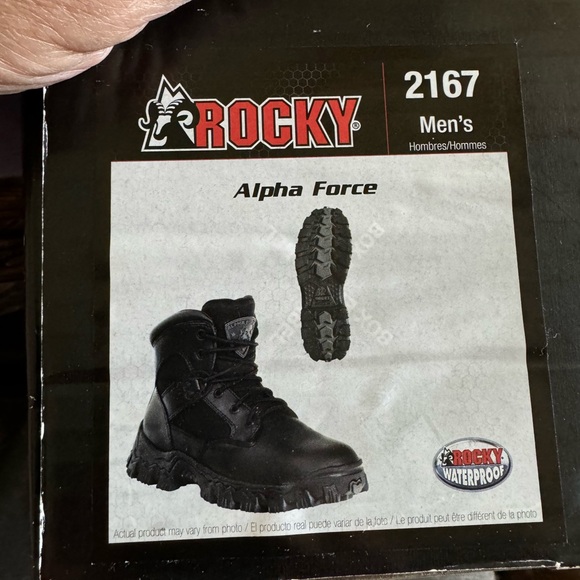 ROCKY®
2167
Men's
Hombres/Hommes
Alpha Force
ROCKY
WATERPROOF
Actual product may vary from photo / El producto real puede variar de la foto / Le produit peut être différent de la photo